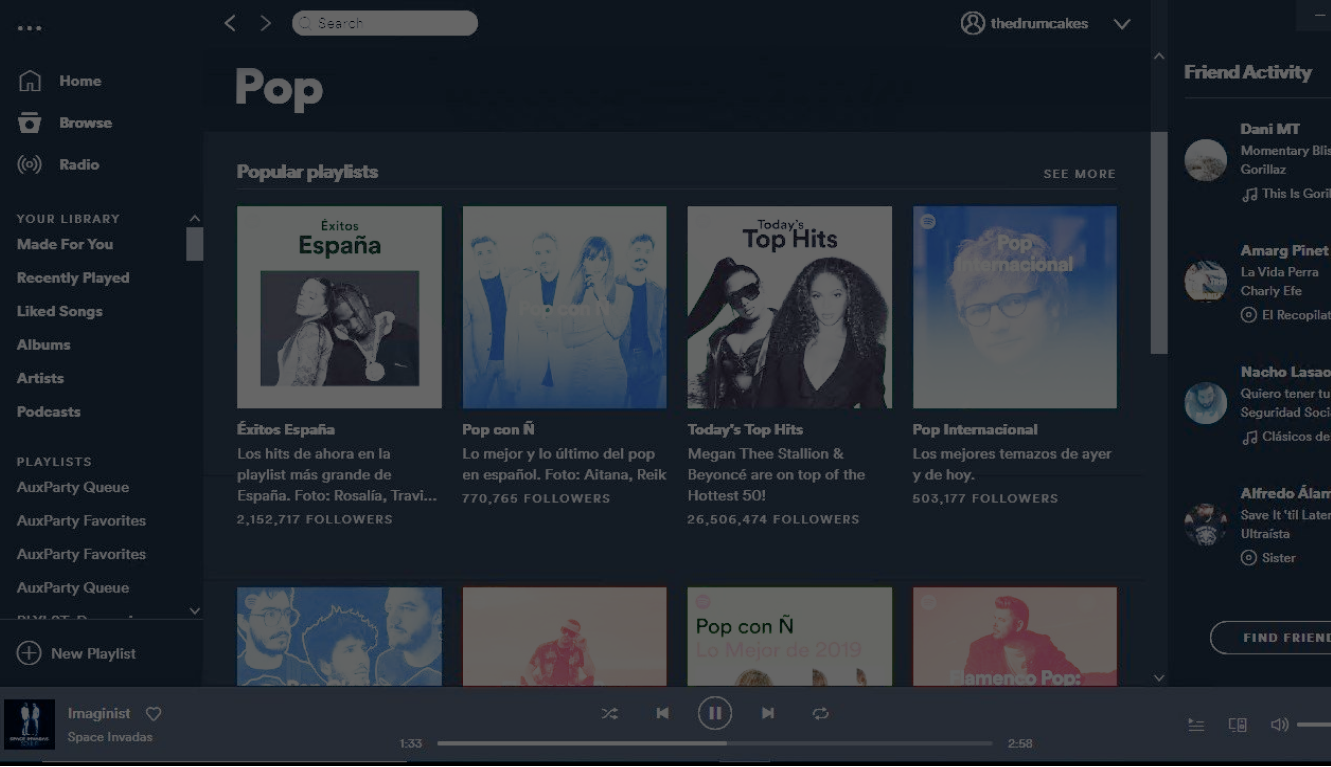 Search
thedrumcakes
Home
Browse
Radio
YOUR LIBRARY
Made For You
Recently Played
Liked Songs
Albums
Artists
Podcasts
PLAYLISTS
AuxParty Queue
AuxParty Favorites
AuxParty Favorites
AuxParty Queue
New Playlist
Pop
Popular playlists
SEE MORE
Éxitos
España
Pop con Ñ
Today's
Top Hits
Pop
Internacional
Éxitos España
Los hits de ahora en la
playlist más grande de
España. Foto: Rosalía, Travi...
2,152,717 FOLLOWERS
Pop con Ñ
Lo mejor y lo último del pop
en español. Foto: Aitana, Reik
770,765 FOLLOWERS
Today's Top Hits
Megan Thee Stallion &
Beyoncé are on top of the
Hottest 50!
26,506,474 FOLLOWERS
Pop Internacional
Los mejores temazos de ayer
y de hoy.
503,177 FOLLOWERS
Pop con Ñ
Lo Mejor de 2019
Flamenco Pop:
Friend Activity
Dani MT
Momentary Blis
Gorillaz
This Is Goril
Amarg Pinet
La Vida Perra
Charly Efe
El Recopilat
Nacho Lasao
Quiero tener tu
Seguridad Soci
Clásicos de
Alfredo Álam
Save It 'til Later
Ultraísta
Sister
FIND FRIEND
Imaginist
Space Invadas
1:33
2:58